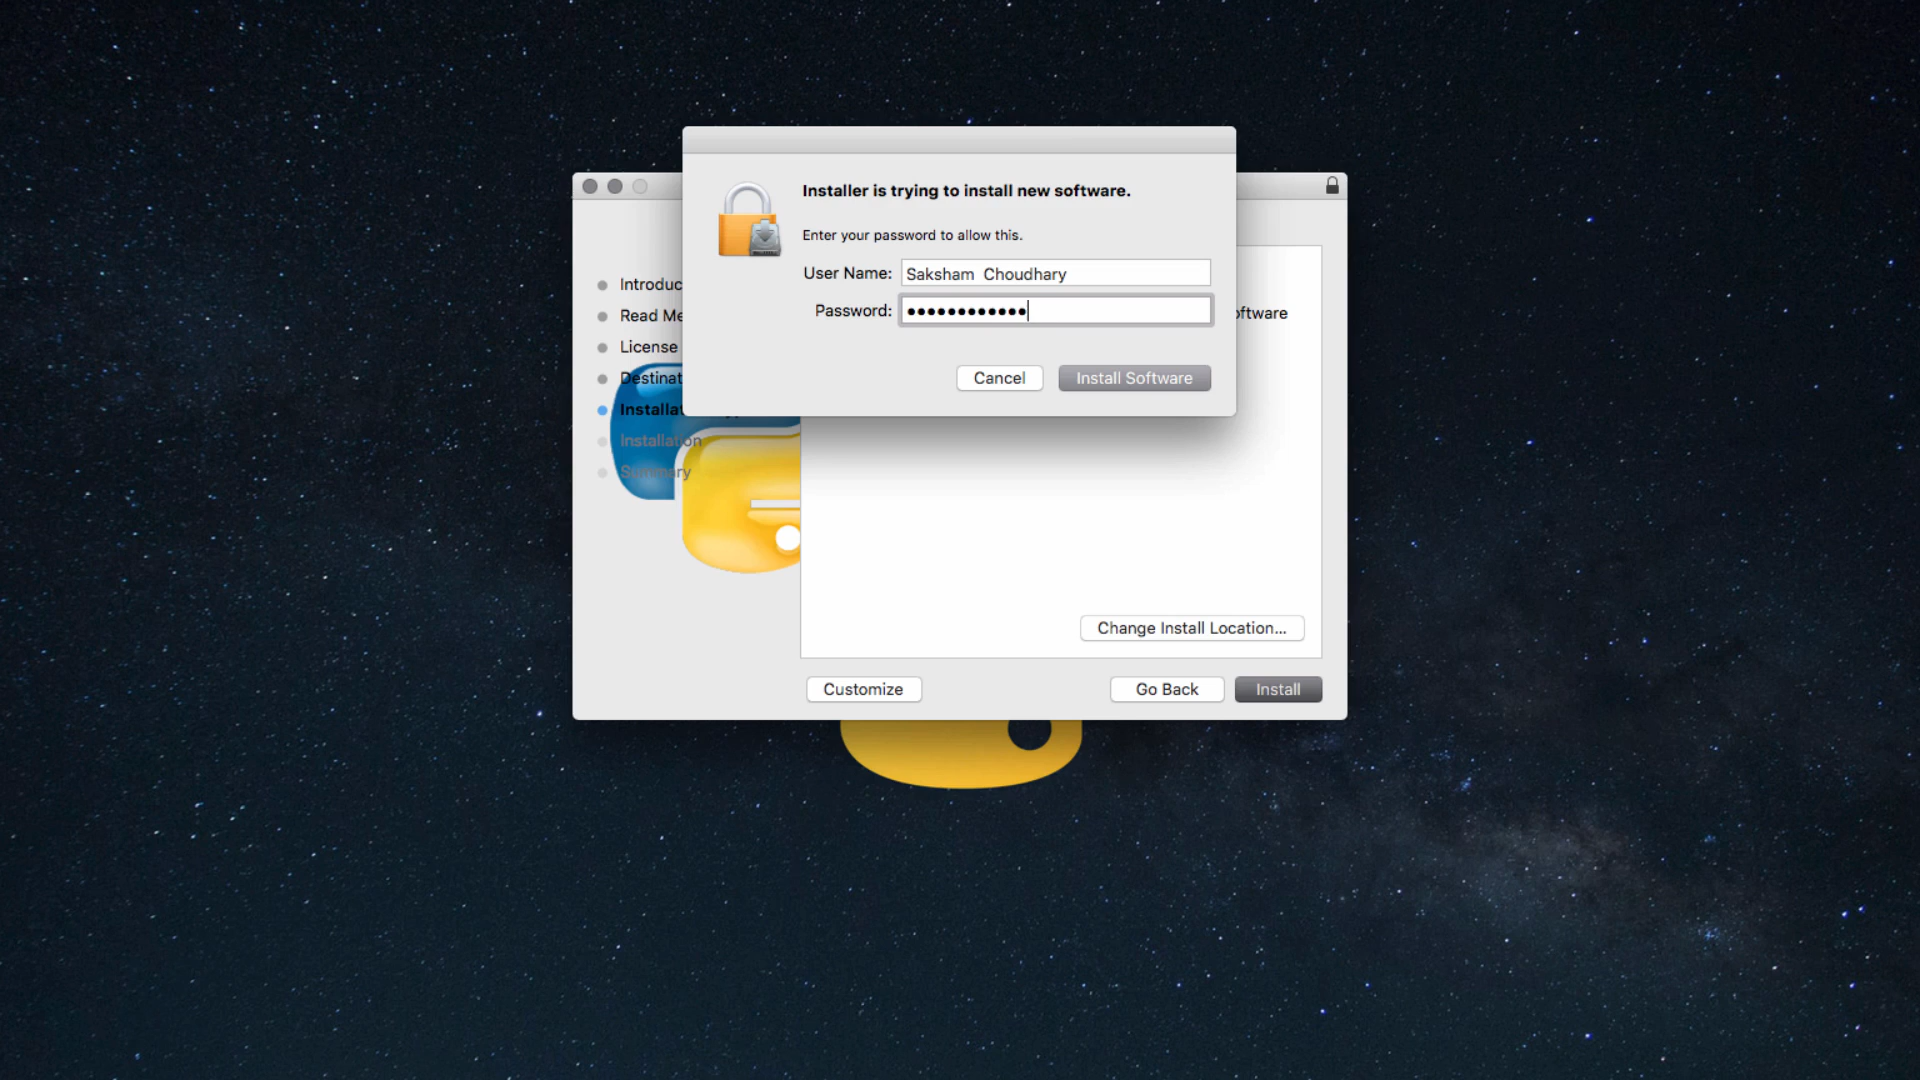 Installer is trying to install new software.
Enter your password to allow this.
User Name: Saksham  Choudhary
Password: ••••••••••••
Cancel
Install Software
Introduc
Read Me
License
Destinat
Installat
Installation
Summary
oftware
Change Install Location...
Customize
Go Back
Install